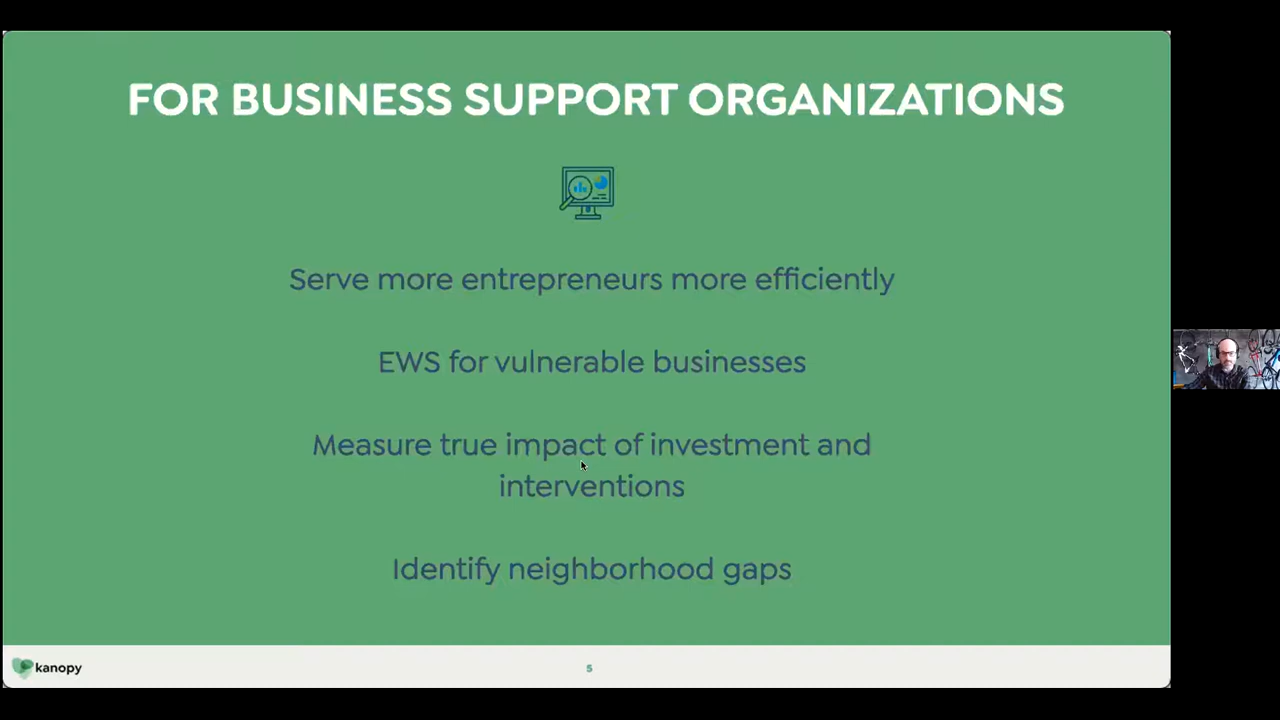 FOR BUSINESS SUPPORT ORGANIZATIONS
Serve more entrepreneurs more efficiently
EWS for vulnerable businesses
Measure true impact of investment and
interventions
Identify neighborhood gaps
kanopy
5